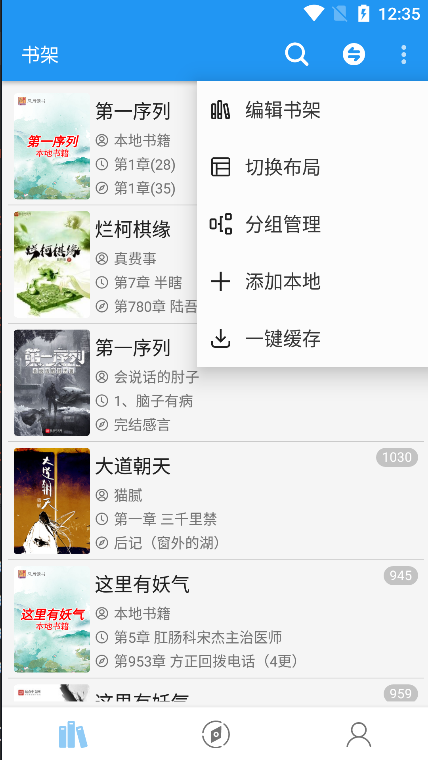 12:35
书架
编辑书架
切换布局
分组管理
添加本地
一键缓存
第一序列
本地书籍
第一序列
本地书籍
第1章(28)
第1章(35)
烂柯棋缘
烂柯棋缘
真费事
第7章 半瞎
第780章 陆吾
第一序列
第一序列
会说话的肘子
1、脑子有病
完结感言
大道朝天
大道朝天
1030
猫腻
第一章 三千里禁
后记（窗外的湖）
这里有妖气
本地书籍
这里有妖气
945
本地书籍
第5章 肛肠科宋杰主治医师
第953章 方正回拨电话（4更）
这里有妖气
959